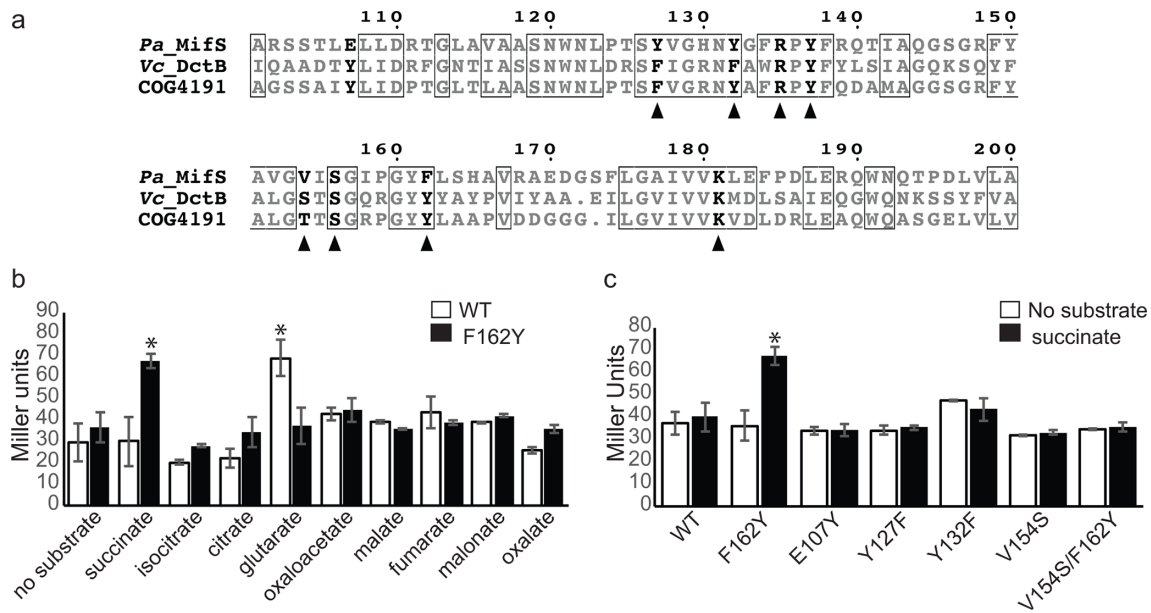 a
110 120 130 140 150
Pa_MifS ARSSTLELLDRTGLAVAASNWNLPTSYVGHNYGFRPYFRQTIAQGSGRFY
Vc_DctB IQAADTYLIDRFGNTIASSNWNLDRSFIGRNFAWRPYFYLSIAGQKSQYF
COG4191 AGSSAIYLIDPTGLTLAASNWNLPTSFVGRNYAFRPYFQDAMAGGSGRFY
160 170 180 190 200
Pa_MifS AVGVISGIPGYFLSHAVRAEDGSFLGAIVVKLEFPDLERQWNQTPDLVLA
Vc_DctB ALGSTSGQRGYYYAYPVIYAA.EILGVIVVKMDLSAIEQGWQNKSSYFVA
COG4191 ALGTTSGRPGYYLAAPVDDGGG.ILGVIVVKVDLDRLEAQWQASGELVLV
b
WT
F162Y
Miller units
90
80
70
60
50
40
30
20
10
0
* *
no substrate succinate isocitrate citrate glutarate oxaloacetate malate fumarate malonate oxalate
c
No substrate
succinate
Miller Units
80
70
60
50
40
30
20
10
0
*
WT F162Y E107Y Y127F Y132F V154S V154S/F162Y